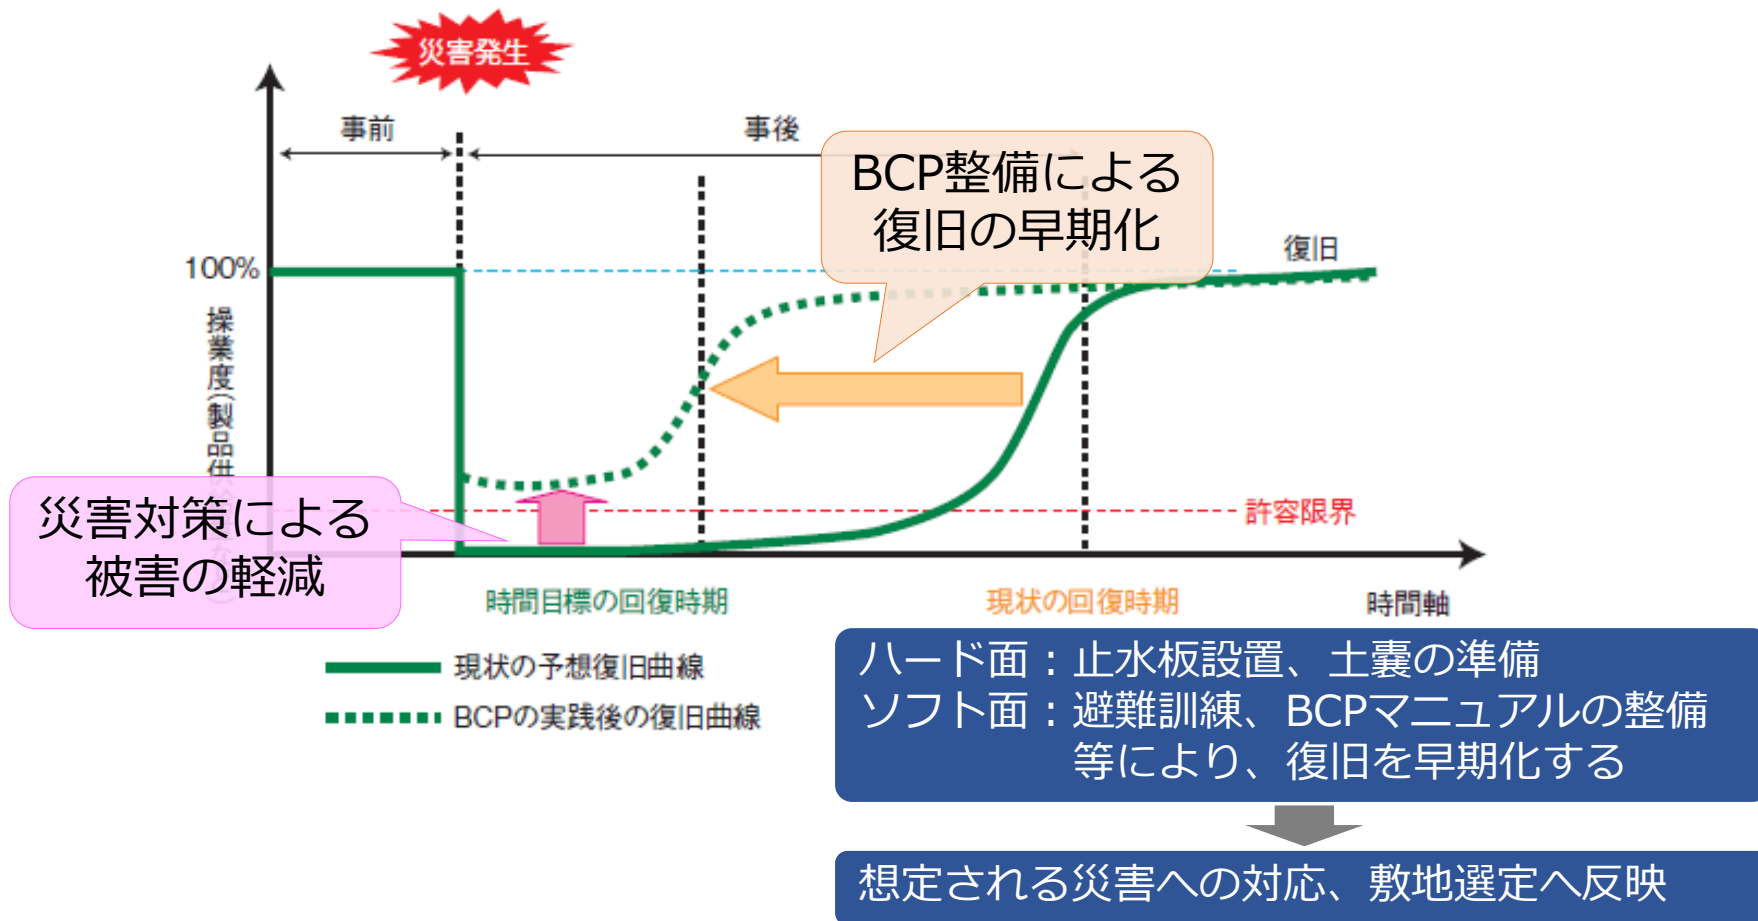 災害発生
事前
事後
BCP整備による
復旧の早期化
復旧
100%
操業度(製品供
災害対策による
被害の軽減
許容限界
時間目標の回復時期
現状の回復時期
時間軸
現状の予想復旧曲線
BCPの実践後の復旧曲線
ハード面：止水板設置、土嚢の準備
ソフト面：避難訓練、BCPマニュアルの整備
等により、復旧を早期化する
想定される災害への対応、敷地選定へ反映